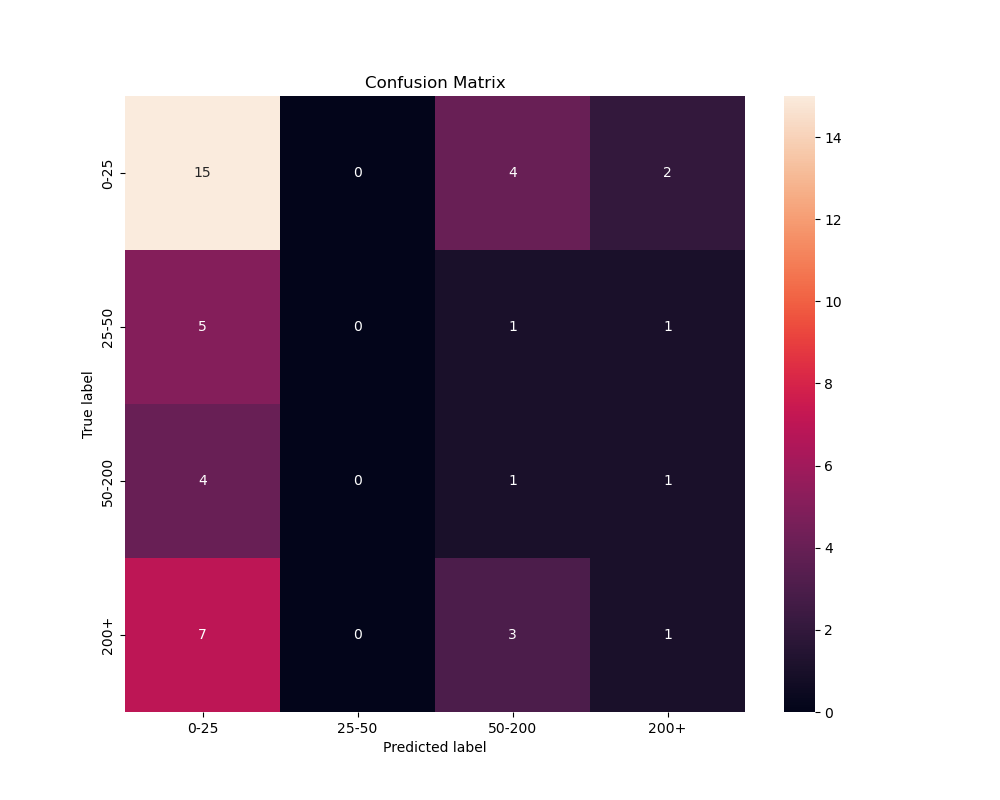 Confusion Matrix
True label
0-25 15 0 4 2
25-50 5 0 1 1
50-200 4 0 1 1
200+ 7 0 3 1
0-25 25-50 50-200 200+
Predicted label
14
12
10
8
6
4
2
0